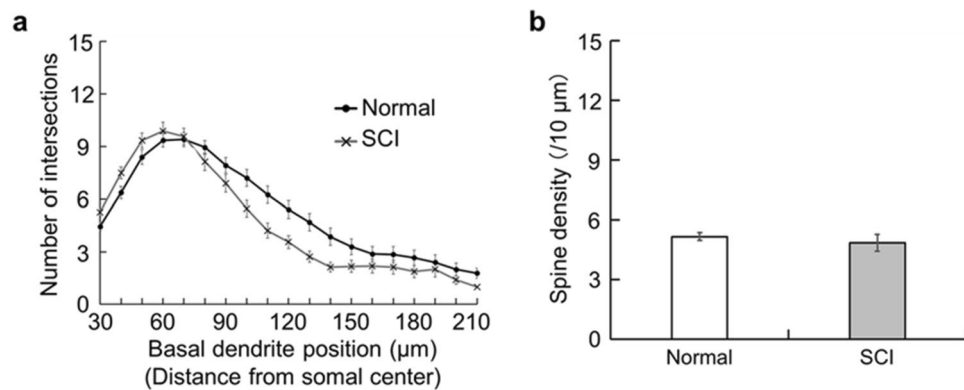 a
15
12
9
6
3
0
Number of intersections
Normal
SCI
30 60 90 120 150 180 210
Basal dendrite position (μm)
(Distance from somal center)
b
15
12
9
6
3
0
Spine density (/10 μm)
Normal SCI